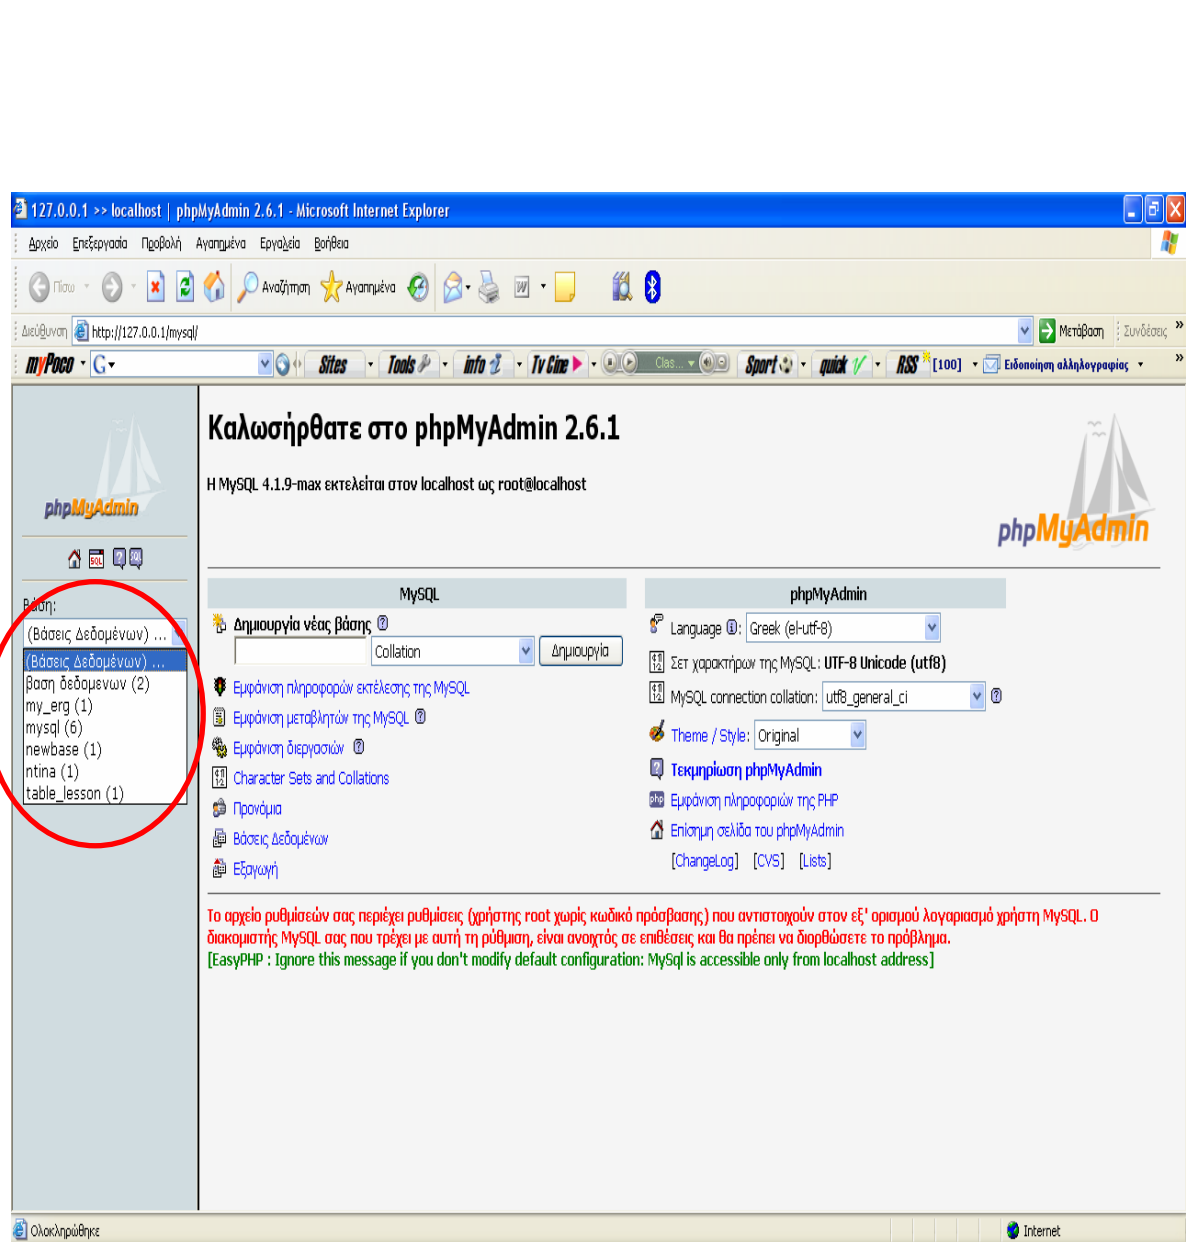 127.0.0.1 >> localhost | phpMyAdmin 2.6.1 - Microsoft Internet Explorer
Αρχείο Επεξεργασία Προβολή Αγαπημένα Εργαλεία Βοήθεια
Πίσω Αναζήτηση Αγαπημένα
Διεύθυνση http://127.0.0.1/mysql/ Μετάβαση Συνδέσεις »
myPoco G Sites Tools info Tv Cine Clas... Sport quick RSS [100] Ειδοποίηση αλληλογραφίας »
phpMyAdmin
SQL
Βάση:
(Βάσεις Δεδομένων) ...
(Βάσεις Δεδομένων) ...
βαση δεδομενων (2)
my_erg (1)
mysql (6)
newbase (1)
ntina (1)
table_lesson (1)
Καλωσήρθατε στο phpMyAdmin 2.6.1
Η MySQL 4.1.9-max εκτελείται στον localhost ως root@localhost
phpMyAdmin
MySQL
Δημιουργία νέας βάσης
Collation Δημιουργία
Εμφάνιση πληροφορών εκτέλεσης της MySQL
Εμφάνιση μεταβλητών της MySQL
Εμφάνιση διεργασιών
Character Sets and Collations
Προνόμια
Βάσεις Δεδομένων
Εξαγωγή
phpMyAdmin
Language : Greek (el-utf-8)
Σετ χαρακτήρων της MySQL: UTF-8 Unicode (utf8)
MySQL connection collation: utf8_general_ci
Theme / Style: Original
Τεκμηρίωση phpMyAdmin
php Εμφάνιση πληροφοριών της PHP
Επίσημη σελίδα του phpMyAdmin
[ChangeLog] [CVS] [Lists]
Το αρχείο ρυθμίσεών σας περιέχει ρυθμίσεις (χρήστης root χωρίς κωδικό πρόσβασης) που αντιστοιχούν στον εξ' ορισμού λογαριασμό χρήστη MySQL. Ο
διακομιστής MySQL σας που τρέχει με αυτή τη ρύθμιση, είναι ανοιχτός σε επιθέσεις και θα πρέπει να διορθώσετε το πρόβλημα.
[EasyPHP : Ignore this message if you don't modify default configuration: MySql is accessible only from localhost address]
Ολοκληρώθηκε Internet